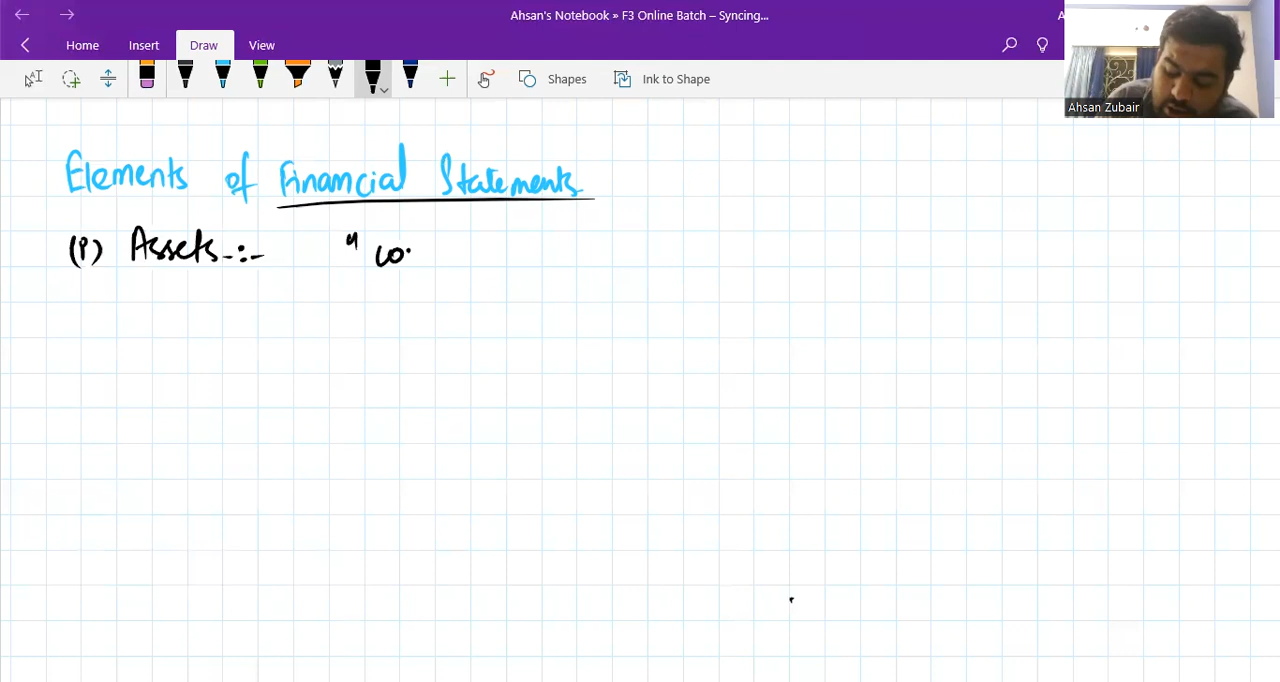 Ahsan's Notebook » F3 Online Batch – Syncing...
Home Insert Draw View
Shapes Ink to Shape
Ahsan Zubair
Elements of Financial Statements
(i) Assets -:- " co